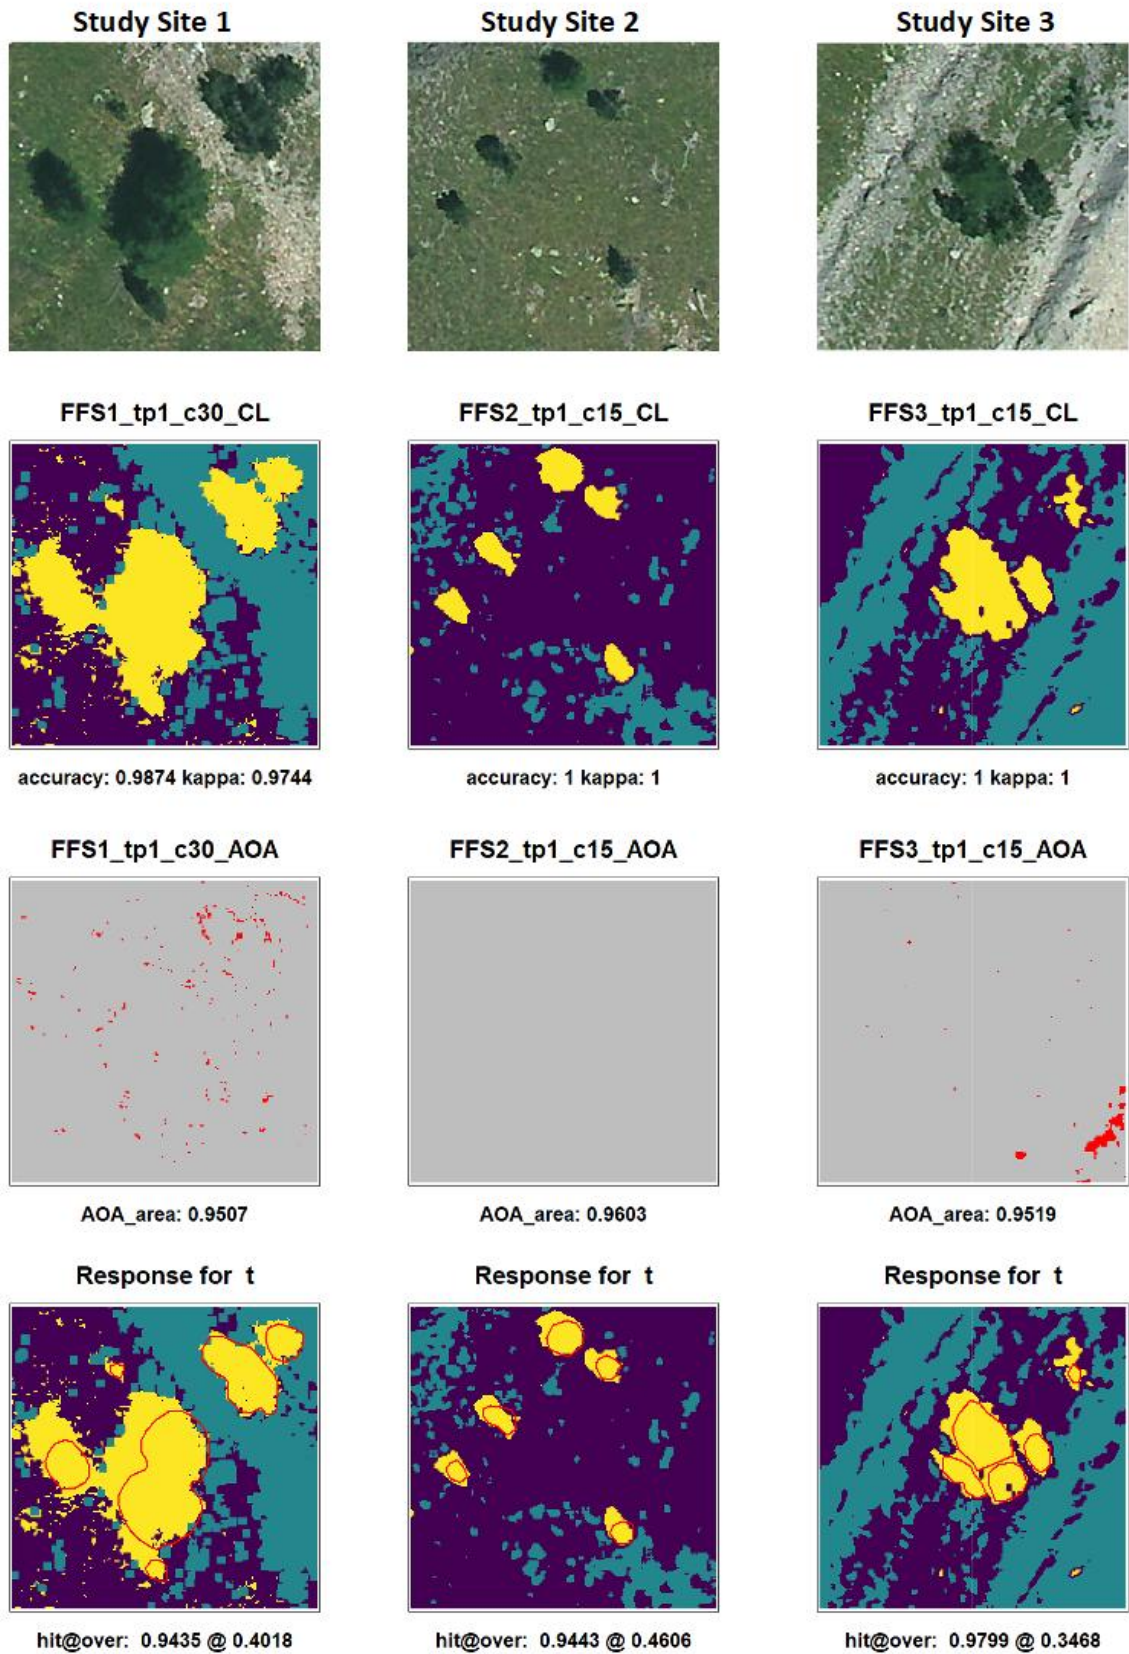 Study Site 1 Study Site 2 Study Site 3
FFS1_tp1_c30_CL FFS2_tp1_c15_CL FFS3_tp1_c15_CL
accuracy: 0.9874 kappa: 0.9744 accuracy: 1 kappa: 1 accuracy: 1 kappa: 1
FFS1_tp1_c30_AOA FFS2_tp1_c15_AOA FFS3_tp1_c15_AOA
AOA_area: 0.9507 AOA_area: 0.9603 AOA_area: 0.9519
Response for t Response for t Response for t
hit@over: 0.9435 @ 0.4018 hit@over: 0.9443 @ 0.4606 hit@over: 0.9799 @ 0.3468